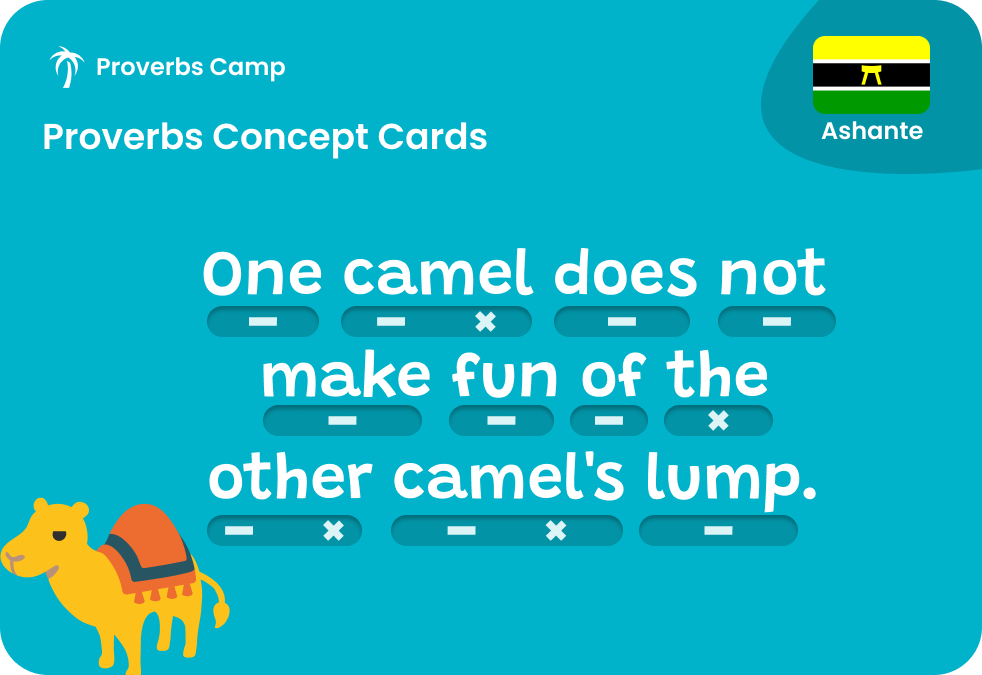 Proverbs Camp
Ashante
Proverbs Concept Cards
One camel does not
make fun of the
other camel's lump.